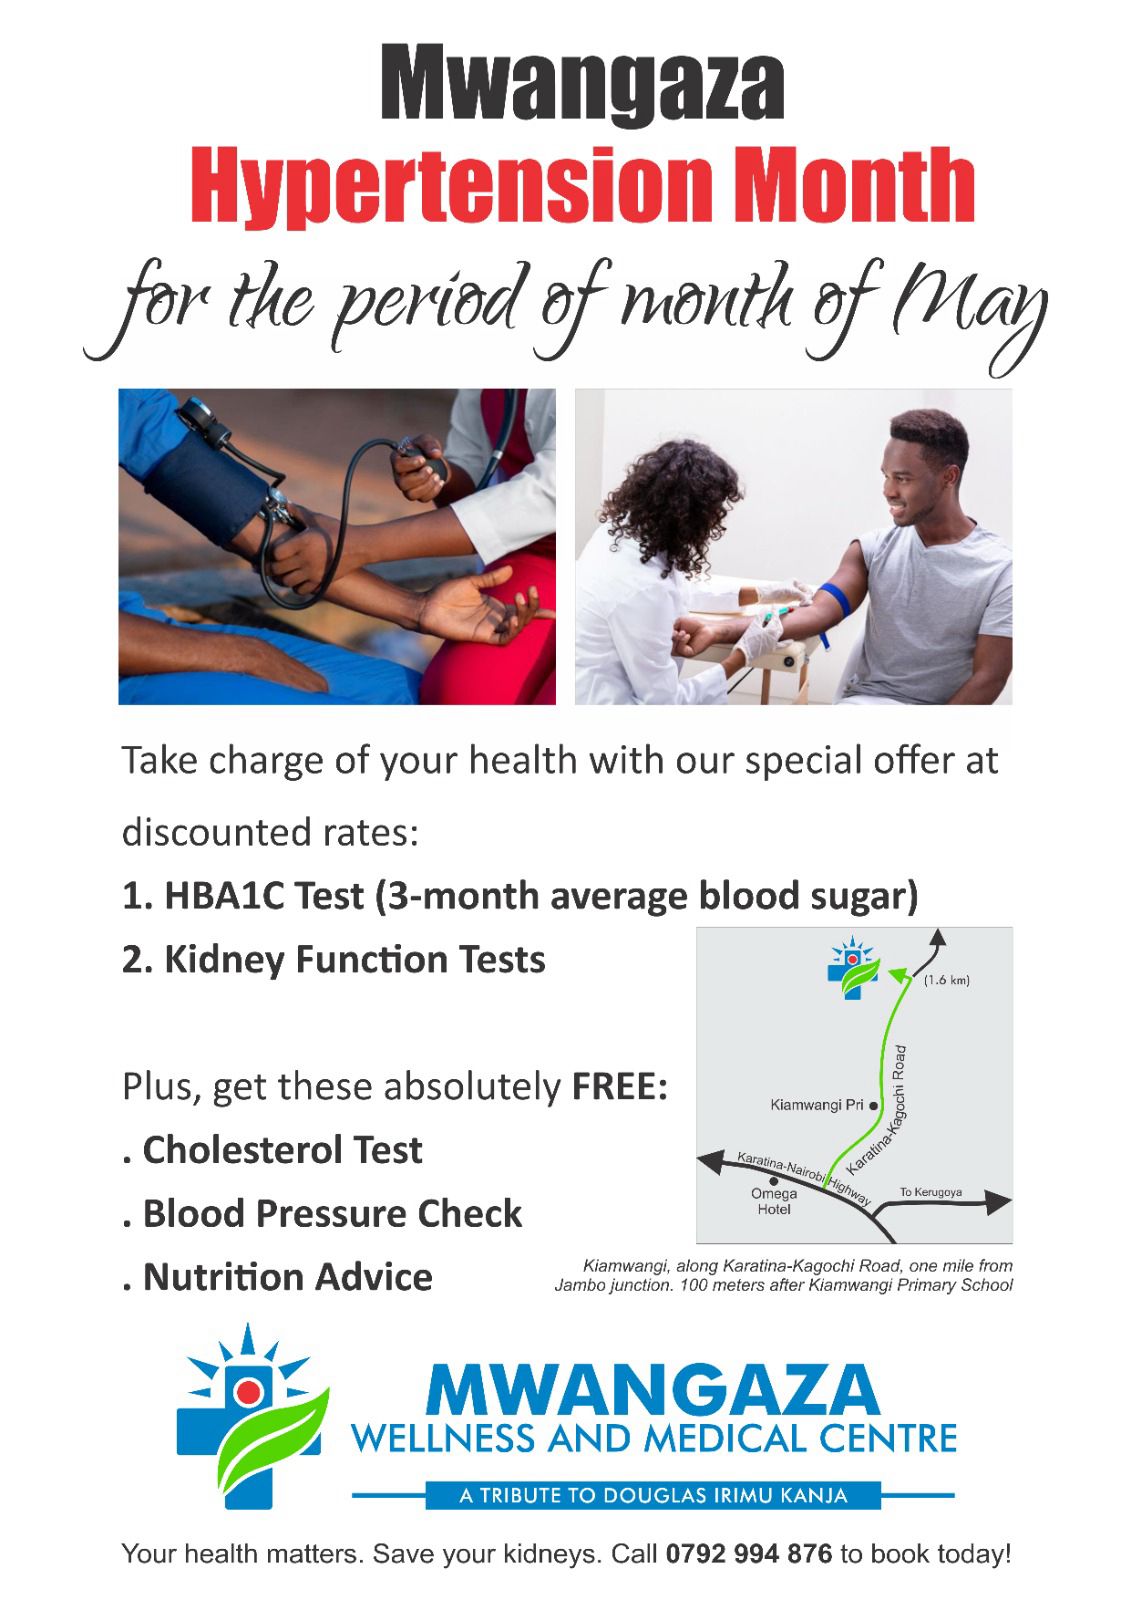 Mwangaza
Hypertension Month
for the period of month of May
Take charge of your health with our special offer at
discounted rates:
1. HBA1C Test (3-month average blood sugar)
2. Kidney Function Tests
Plus, get these absolutely FREE:
. Cholesterol Test
. Blood Pressure Check
. Nutrition Advice
(1.6 km)
Kiamwangi Pri
Karatina-Kagochi Road
Karatina-Nairobi Highway
Omega
Hotel
To Kerugoya
Kiamwangi, along Karatina-Kagochi Road, one mile from
Jambo junction. 100 meters after Kiamwangi Primary School
MWANGAZA
WELLNESS AND MEDICAL CENTRE
A TRIBUTE TO DOUGLAS IRIMU KANJA
Your health matters. Save your kidneys. Call 0792 994 876 to book today!